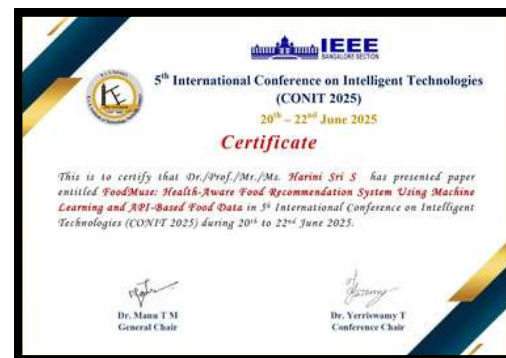 IEEE
BANGALORE SECTION
5th International Conference on Intelligent Technologies
(CONIT 2025)
20th – 22nd June 2025
Certificate
This is to certify that Dr./Prof./Mr./Ms. Harini Sri S has presented paper
entitled FoodMuse: Health-Aware Food Recommendation System Using Machine
Learning and API-Based Food Data in 5th International Conference on Intelligent
Technologies (CONIT 2025) during 20th to 22nd June 2025.
Dr. Manu T M
General Chair
Dr. Yerriswamy T
Conference Chair